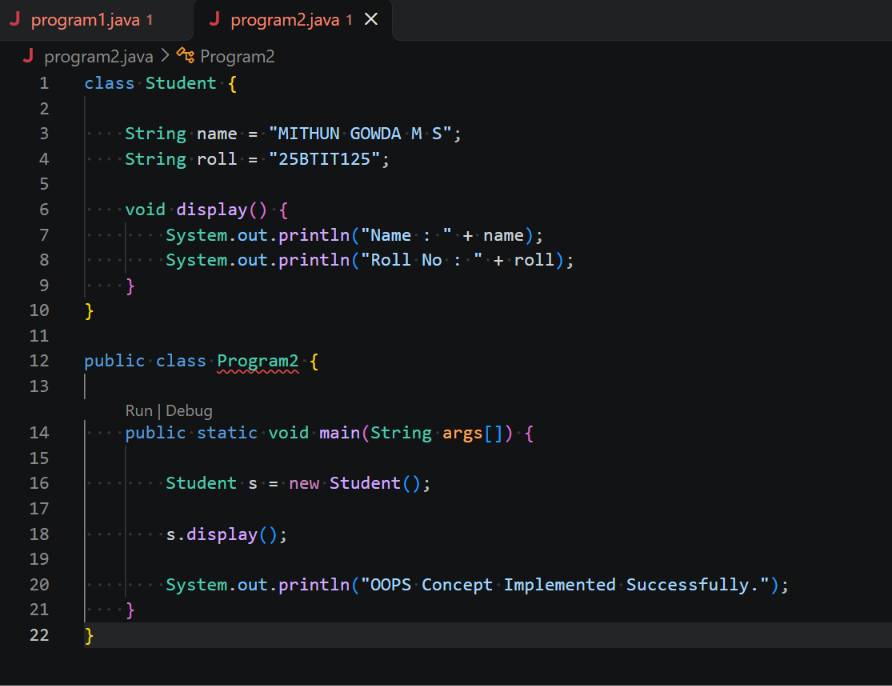 J program1.java 1 J program2.java 1 ×
J program2.java > Program2
1 class Student {
2
3     String name = "MITHUN GOWDA M S";
4     String roll = "25BTIT125";
5
6     void display() {
7         System.out.println("Name : " + name);
8         System.out.println("Roll No : " + roll);
9     }
10 }
11
12 public class Program2 {
13
Run | Debug
14     public static void main(String args[]) {
15
16         Student s = new Student();
17
18         s.display();
19
20         System.out.println("OOPS Concept Implemented Successfully.");
21     }
22 }